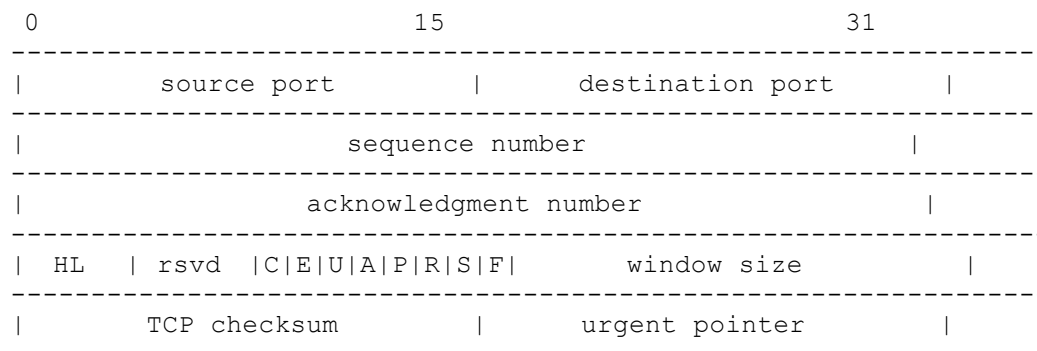 0 15 31
-----------------------------------------------------------------
| source port | destination port |
-----------------------------------------------------------------
| sequence number |
-----------------------------------------------------------------
| acknowledgment number |
-----------------------------------------------------------------
| HL | rsvd |C|E|U|A|P|R|S|F| window size |
-----------------------------------------------------------------
| TCP checksum | urgent pointer |